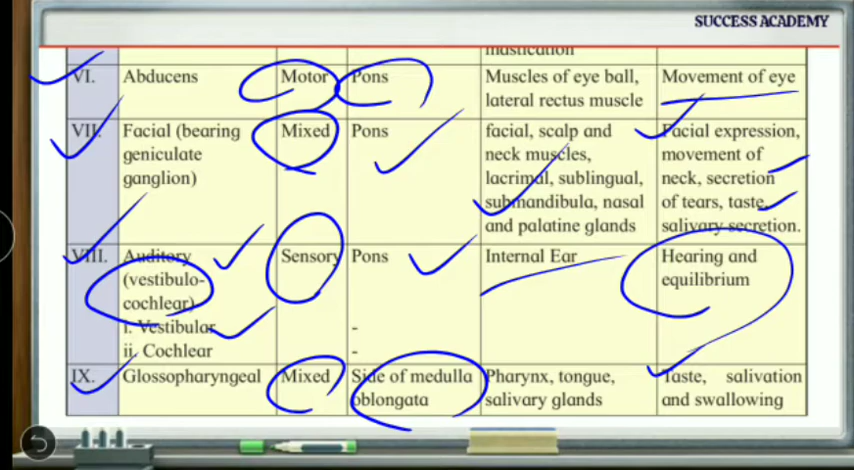 SUCCESS ACADEMY
mastication
VI. Abducens Motor Pons Muscles of eye ball, Movement of eye
lateral rectus muscle
VII. Facial (bearing Mixed Pons facial, scalp and Facial expression,
geniculate neck muscles, movement of
ganglion) lacrimal, sublingual, neck, secretion
submandibula, nasal of tears, taste,
and palatine glands salivary secretion.
VIII. Auditory Sensory Pons Internal Ear Hearing and
(vestibulo- equilibrium
cochlear)
i. Vestibular -
ii. Cochlear -
IX. Glossopharyngeal Mixed Side of medulla Pharynx, tongue, Taste, salivation
oblongata salivary glands and swallowing